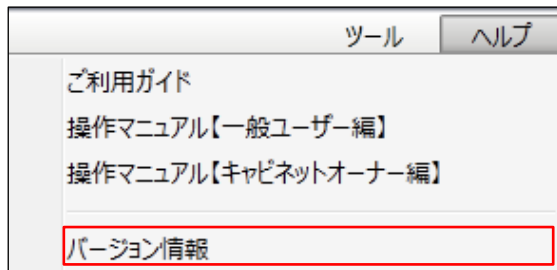 ツール ヘルプ
ご利用ガイド
操作マニュアル【一般ユーザー編】
操作マニュアル【キャビネットオーナー編】
バージョン情報